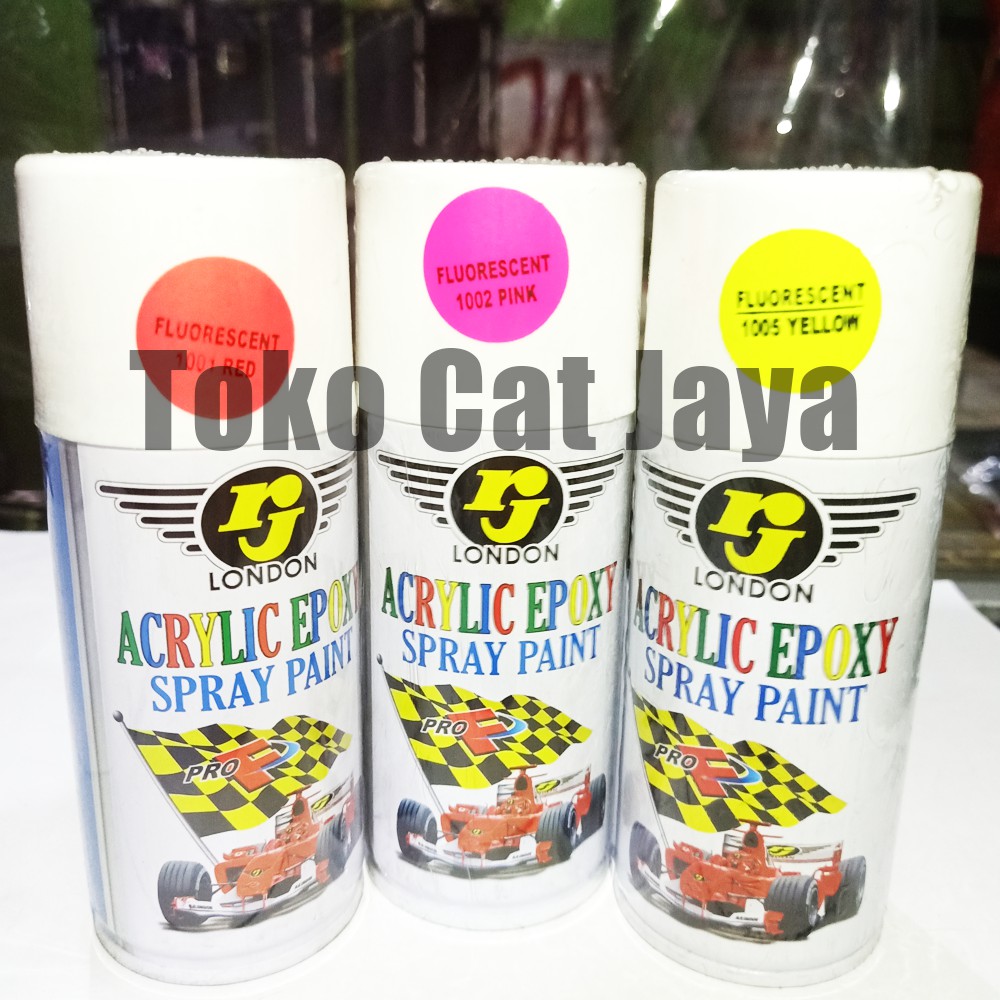 FLUORESCENT
1001 RED
FLUORESCENT
1002 PINK
FLUORESCENT
1005 YELLOW
Toko Cat Jaya
rj
LONDON
ACRYLIC EPOXY
SPRAY PAINT
PRO F
rj
LONDON
ACRYLIC EPOXY
SPRAY PAINT
PRO F
rj
LONDON
ACRYLIC EPOXY
SPRAY PAINT
PRO F